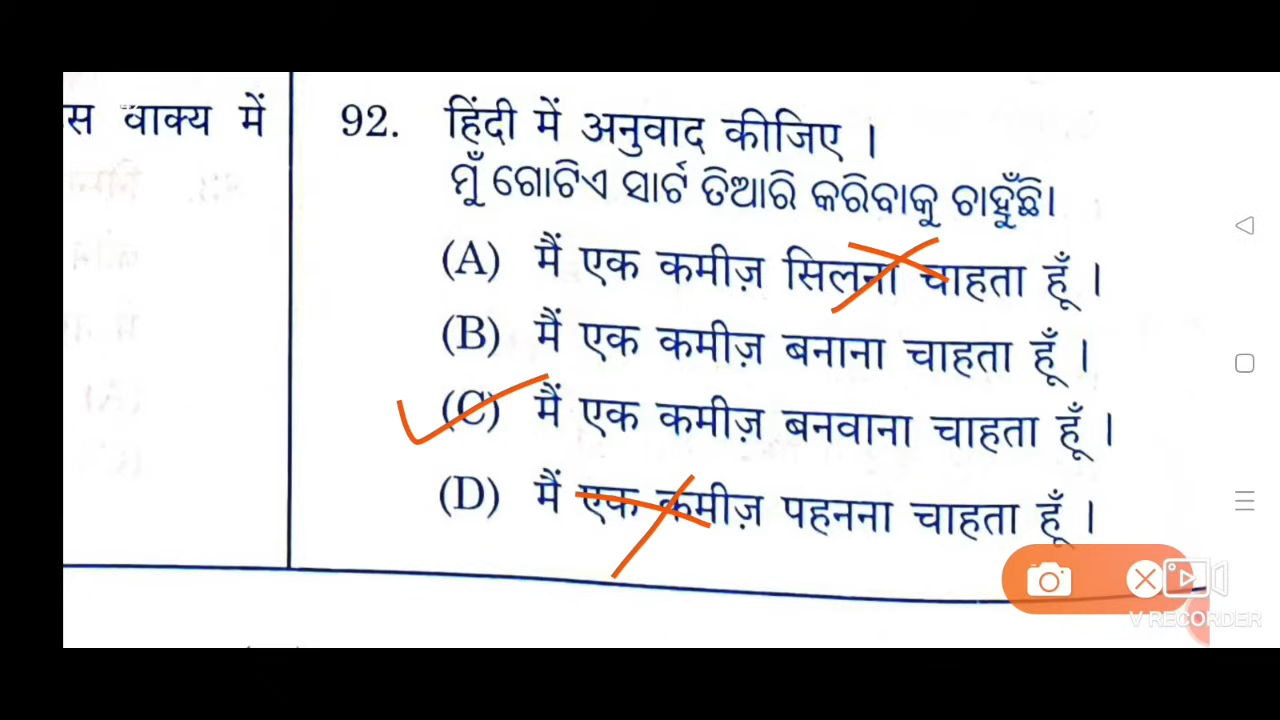 स वाक्य में
92. हिंदी में अनुवाद कीजिए ।
ମୁଁ ଗୋଟିଏ ସାର୍ଟ ତିଆରି କରିବାକୁ ଚାହୁଁଛି।
(A) मैं एक कमीज़ सिलना चाहता हूँ ।
(B) मैं एक कमीज़ बनाना चाहता हूँ ।
(C) मैं एक कमीज़ बनवाना चाहता हूँ ।
(D) मैं एक कमीज़ पहनना चाहता हूँ ।
V RECORDER